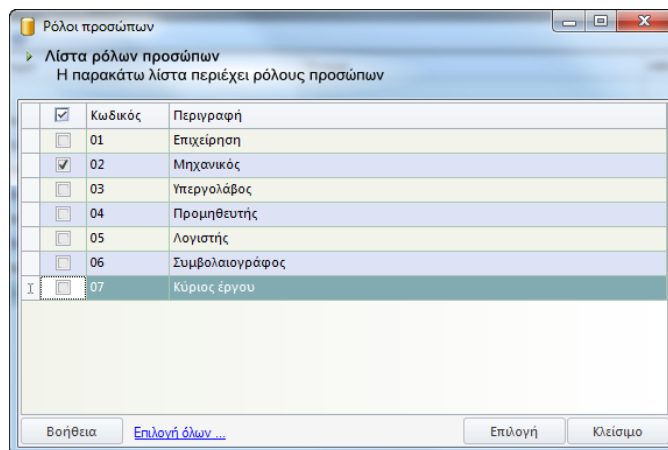 Ρόλοι προσώπων
Λίστα ρόλων προσώπων
Η παρακάτω λίστα περιέχει ρόλους προσώπων
Κωδικός Περιγραφή
01 Επιχείρηση
02 Μηχανικός
03 Υπεργολάβος
04 Προμηθευτής
05 Λογιστής
06 Συμβολαιογράφος
07 Κύριος έργου
Βοήθεια Επιλογή όλων ... Επιλογή Κλείσιμο